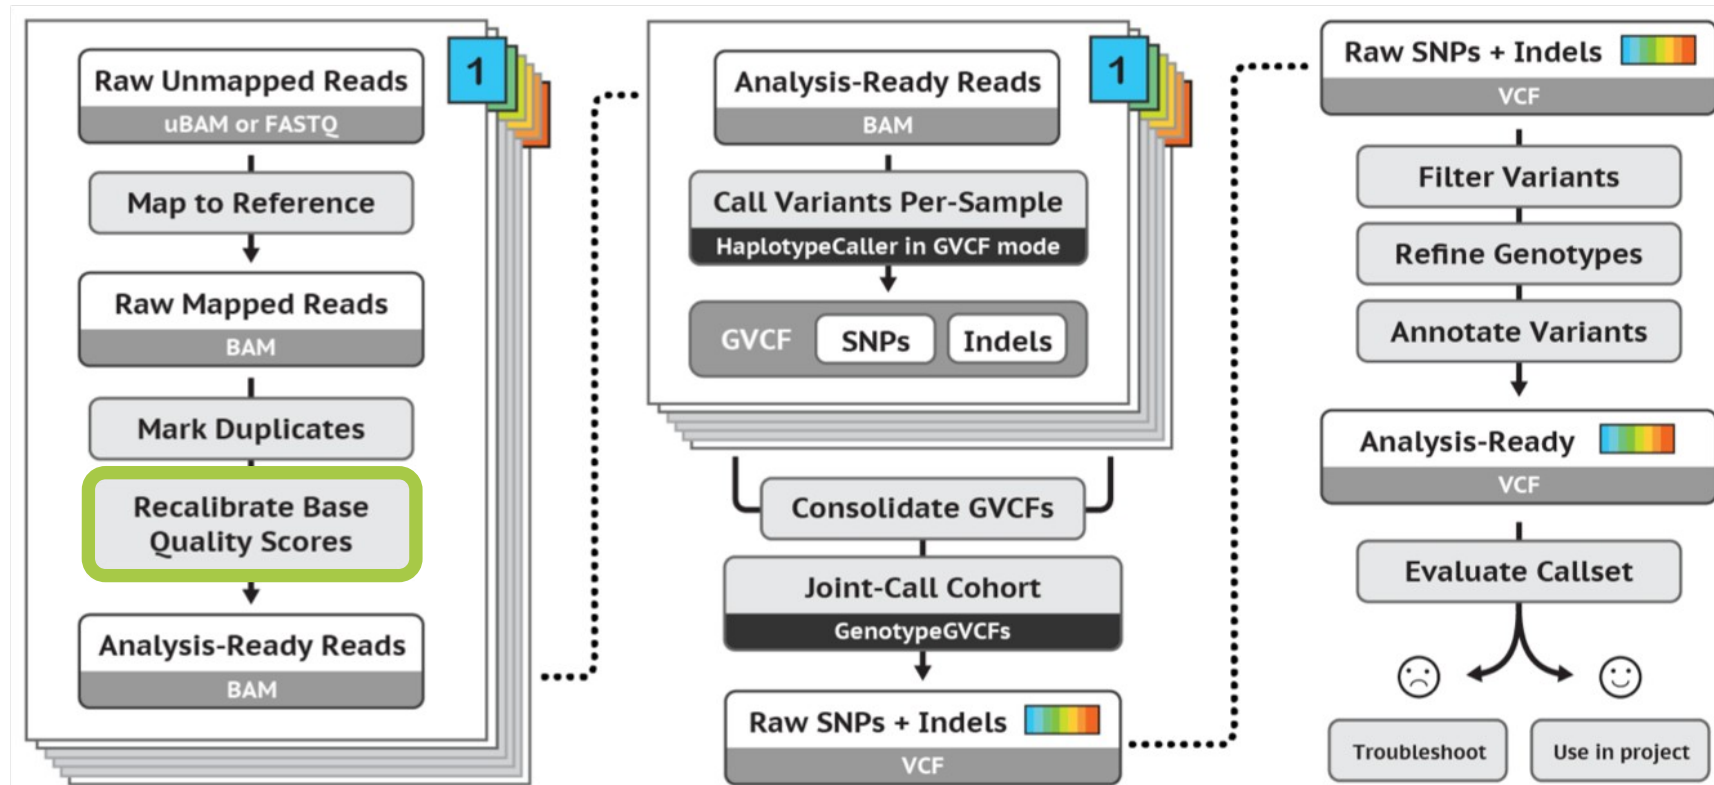 Raw Unmapped Reads
uBAM or FASTQ
1
Map to Reference
Raw Mapped Reads
BAM
Mark Duplicates
Recalibrate Base
Quality Scores
Analysis-Ready Reads
BAM
Analysis-Ready Reads
BAM
1
Call Variants Per-Sample
HaplotypeCaller in GVCF mode
GVCF SNPs Indels
Consolidate GVCFs
Joint-Call Cohort
GenotypeGVCFs
Raw SNPs + Indels
VCF
Raw SNPs + Indels
VCF
Filter Variants
Refine Genotypes
Annotate Variants
Analysis-Ready
VCF
Evaluate Callset
Troubleshoot
Use in project